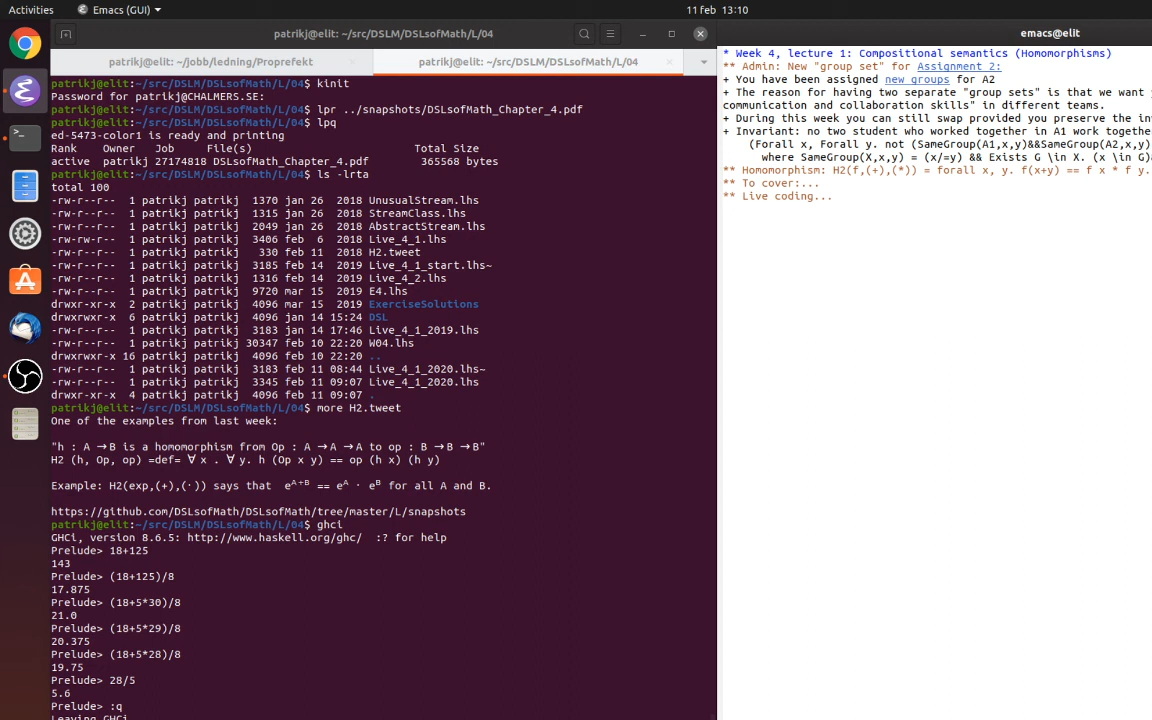 Activities
Emacs (GUI)
11 feb 13:10
patrikj@elit: ~/src/DSLM/DSLsofMath/L/04
emacs@elit
patrikj@elit: ~/jobb/ledning/Proprefekt
patrikj@elit: ~/src/DSLM/DSLsofMath/L/04
patrikj@elit:~/src/DSLM/DSLsofMath/L/04$ kinit
Password for patrikj@CHALMERS.SE:
patrikj@elit:~/src/DSLM/DSLsofMath/L/04$ lpr ../snapshots/DSLsofMath_Chapter_4.pdf
patrikj@elit:~/src/DSLM/DSLsofMath/L/04$ lpq
ed-5473-color1 is ready and printing
Rank    Owner   Job     File(s)                         Total Size
active  patrikj 27174818 DSLsofMath_Chapter_4.pdf        365568 bytes
patrikj@elit:~/src/DSLM/DSLsofMath/L/04$ ls -lrta
total 100
-rw-r--r--  1 patrikj patrikj  1370 jan 26  2018 UnusualStream.lhs
-rw-r--r--  1 patrikj patrikj  1315 jan 26  2018 StreamClass.lhs
-rw-r--r--  1 patrikj patrikj  2049 jan 26  2018 AbstractStream.lhs
-rw-rw-r--  1 patrikj patrikj  3406 feb  6  2018 Live_4_1.lhs
-rw-r--r--  1 patrikj patrikj   330 feb 11  2018 H2.tweet
-rw-r--r--  1 patrikj patrikj  3185 feb 14  2019 Live_4_1_start.lhs~
-rw-r--r--  1 patrikj patrikj  1316 feb 14  2019 Live_4_2.lhs
-rw-r--r--  1 patrikj patrikj  9720 mar 15  2019 E4.lhs
drwxr-xr-x  2 patrikj patrikj  4096 mar 15  2019 ExerciseSolutions
drwxrwxr-x  6 patrikj patrikj  4096 jan 14 15:24 DSL
-rw-r--r--  1 patrikj patrikj  3183 jan 14 17:46 Live_4_1_2019.lhs
-rw-rw-r--  1 patrikj patrikj 30347 feb 10 22:20 W04.lhs
drwxrwxr-x 16 patrikj patrikj  4096 feb 10 22:20 ..
-rw-r--r--  1 patrikj patrikj  3183 feb 11 08:44 Live_4_1_2020.lhs~
-rw-r--r--  1 patrikj patrikj  3345 feb 11 09:07 Live_4_1_2020.lhs
drwxr-xr-x  4 patrikj patrikj  4096 feb 11 09:07 .
patrikj@elit:~/src/DSLM/DSLsofMath/L/04$ more H2.tweet
One of the examples from last week:
"h : A →B is a homomorphism from Op : A →A →A to op : B →B →B"
H2 (h, Op, op) =def= ∀ x . ∀ y. h (Op x y) == op (h x) (h y)
Example: H2(exp,(+),(·)) says that  eᴬ⁺ᴮ == eᴬ · eᴮ for all A and B.
https://github.com/DSLsofMath/DSLsofMath/tree/master/L/snapshots
patrikj@elit:~/src/DSLM/DSLsofMath/L/04$ ghci
GHCi, version 8.6.5: http://www.haskell.org/ghc/  :? for help
Prelude> 18+125
143
Prelude> (18+125)/8
17.875
Prelude> (18+5*30)/8
21.0
Prelude> (18+5*29)/8
20.375
Prelude> (18+5*28)/8
19.75
Prelude> 28/5
5.6
Prelude> :q
Leaving GHCi.
* Week 4, lecture 1: Compositional semantics (Homomorphisms)
** Admin: New "group set" for Assignment 2:
+ You have been assigned new groups for A2
+ The reason for having two separate "group sets" is that we want
communication and collaboration skills" in different teams.
+ During this week you can still swap provided you preserve the
+ Invariant: no two student who worked together in A1 work
(Forall x, Forall y. not (SameGroup(A1,x,y)&&SameGroup(A2,x,y)
where SameGroup(X,x,y) = (x/=y) && Exists G \in X. (x \in G)
** Homomorphism: H2(f,(+),(*)) = forall x, y. f(x+y) == f x * f y.
** To cover:...
** Live coding...